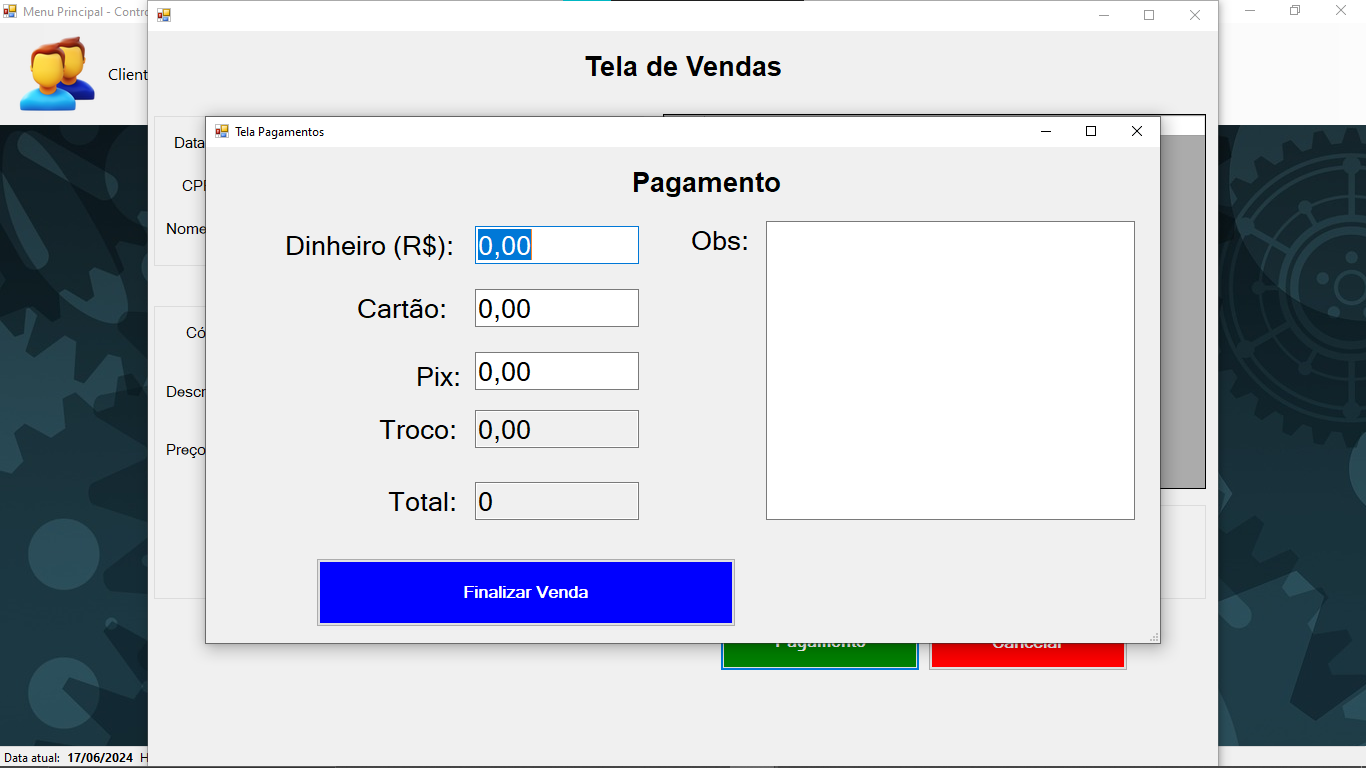 Menu Principal - Contro
Client
Tela de Vendas
Data
CPF
Nome
Có
Descr
Preço
Tela Pagamentos
Pagamento
Dinheiro (R$): 0,00
Obs:
Cartão: 0,00
Pix: 0,00
Troco: 0,00
Total: 0
Finalizar Venda
Pagamento
Cancelar
Data atual: 17/06/2024 H